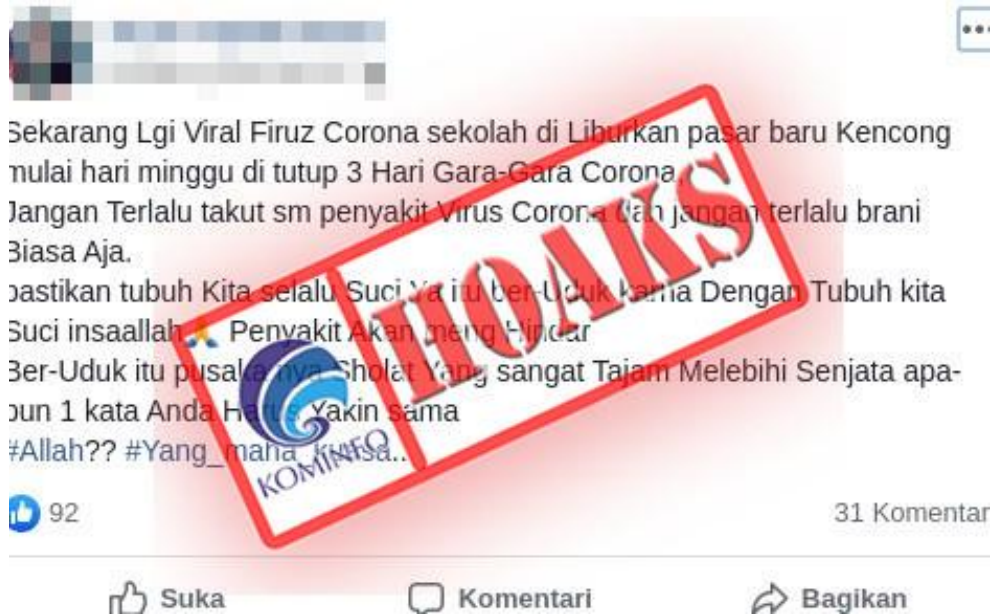 Sekarang Lgi Viral Firuz Corona sekolah di Liburkan pasar baru Kencong
mulai hari minggu di tutup 3 Hari Gara-Gara Corona,
Jangan Terlalu takut sm penyakit Virus Corona dan jangan terlalu brani
Biasa Aja.
pastikan tubuh Kita selalu Suci Ya itu ber-Uduk karna Dengan Tubuh kita
Suci insaallah🙏 Penyakit Akan meng Hindar
Ber-Uduk itu pusaka nya Sholat Yang sangat Tajam Melebihi Senjata apa-
pun 1 kata Anda Harus Yakin sama
#Allah?? #Yang_maha_kuasa..
HOAKS
KOMINFO
92
31 Komentar
Suka
Komentari
Bagikan